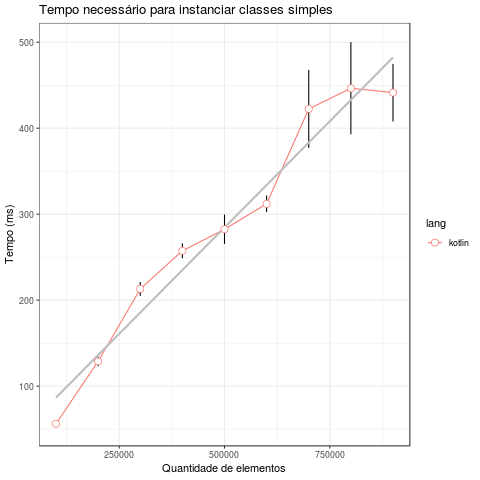 Tempo necessário para instanciar classes simples
500
400
300
200
100
Tempo (ms)
250000
500000
750000
Quantidade de elementos
lang
kotlin